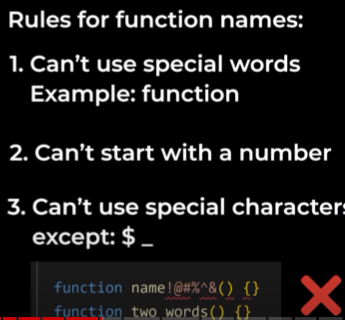 Rules for function names:
1. Can't use special words
Example: function
2. Can't start with a number
3. Can't use special characters
except: $ _
function name!@#%^&() {}
function two words() {}